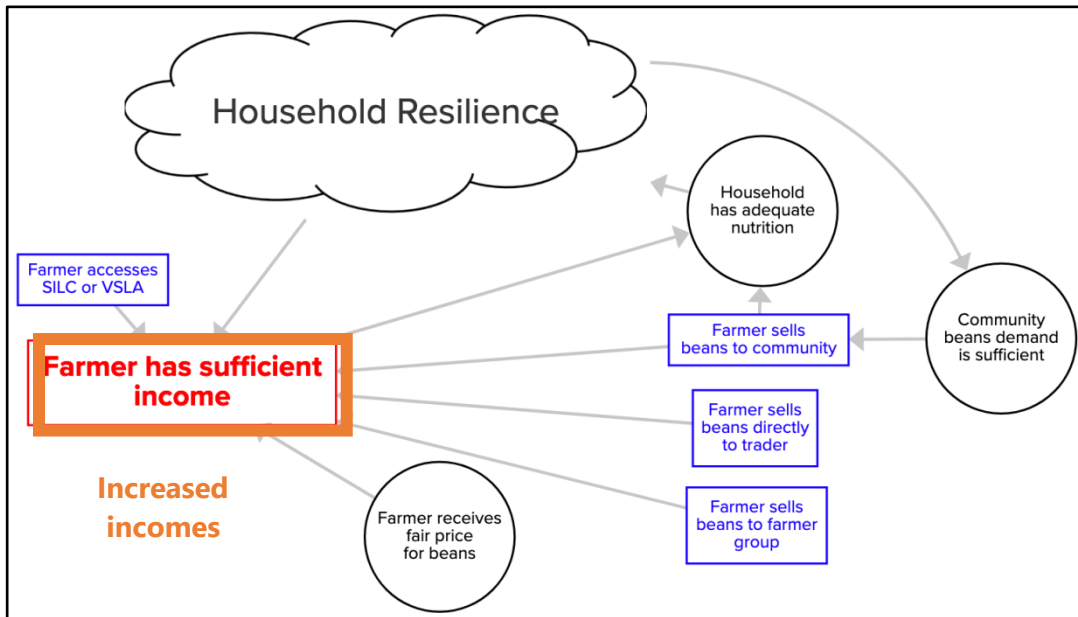 Household Resilience
Household
has adequate
nutrition
Farmer accesses
SILC or VSLA
Farmer sells
beans to community
Community
beans demand
is sufficient
Farmer has sufficient
income
Farmer sells
beans directly
to trader
Increased
incomes
Farmer receives
fair price
for beans
Farmer sells
beans to farmer
group